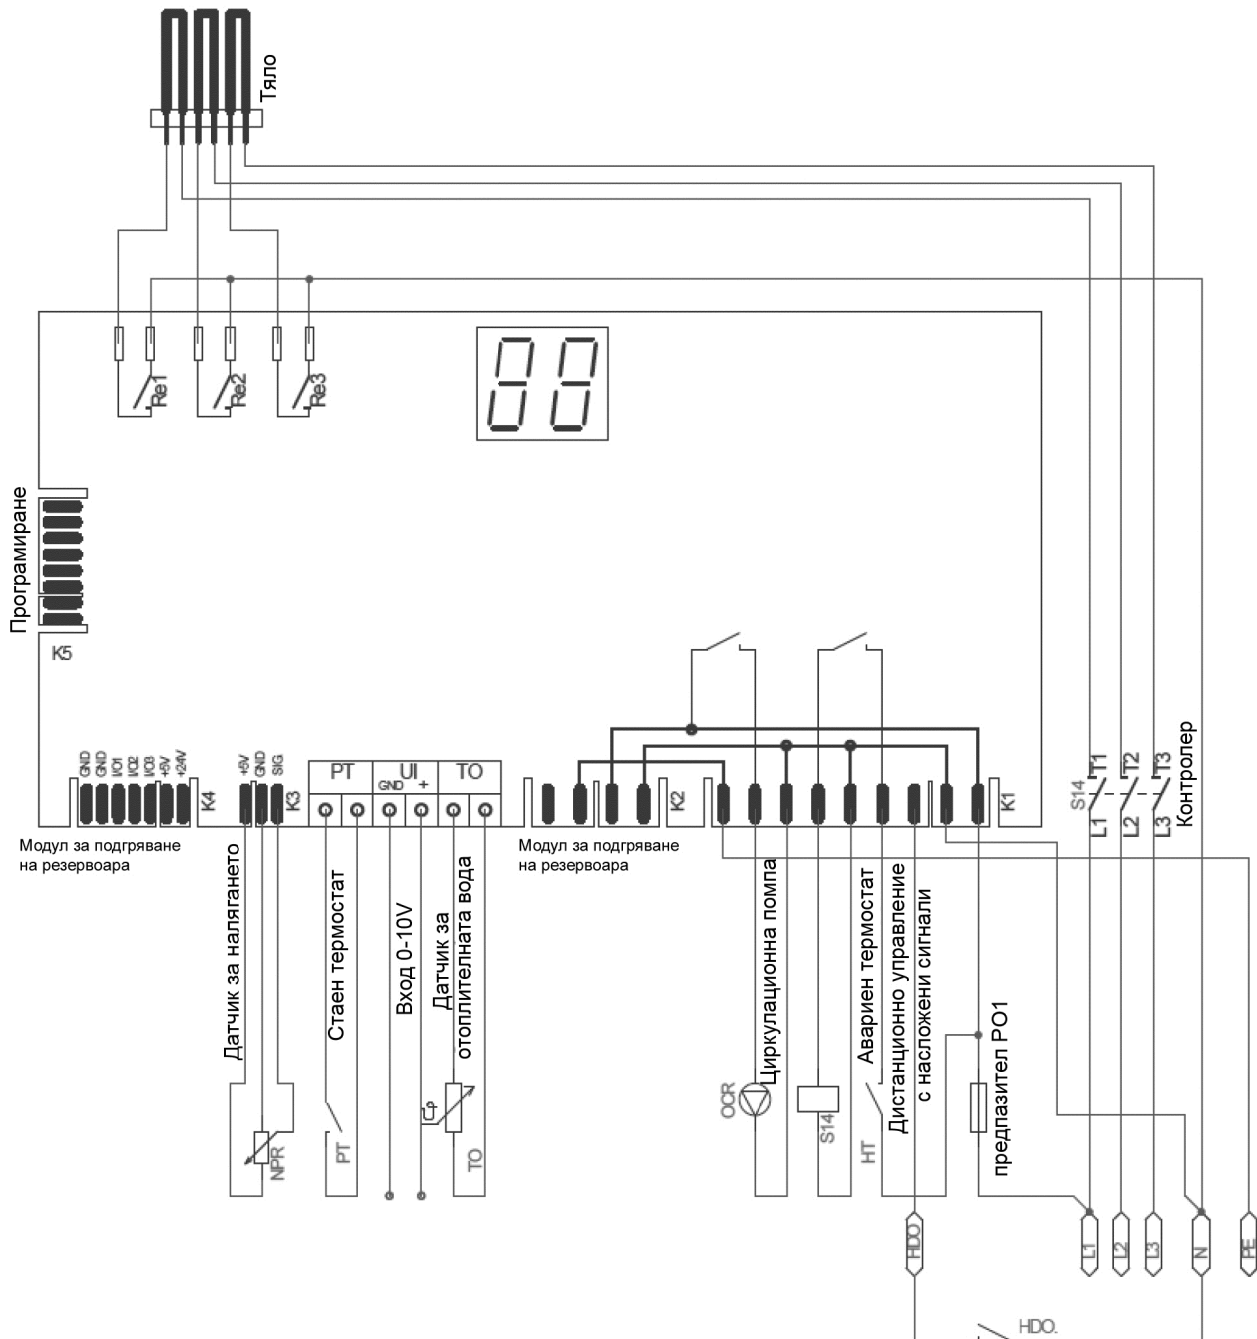 Тяло
Re1
Re2
Re3
Програмиране
K5
GND
GND
I/O1
I/O2
I/O3
+5V
+24V
K4
+5V
GND
SIG
K3
PT
UI
TO
GND
+
K2
K1
S14
T1
T2
T3
L1
L2
L3
Контролер
Модул за подгряване
на резервоара
Модул за подгряване
на резервоара
Датчик за налягането
Стаен термостат
Вход 0-10V
Датчик за
отоплителната вода
Циркулационна помпа
Авариен термостат
Дистанционно управление
с насложени сигнали
предпазител PO1
NPR
PT
TO
OCR
S14
HT
HDO
L1
L2
L3
N
PE
HDO.